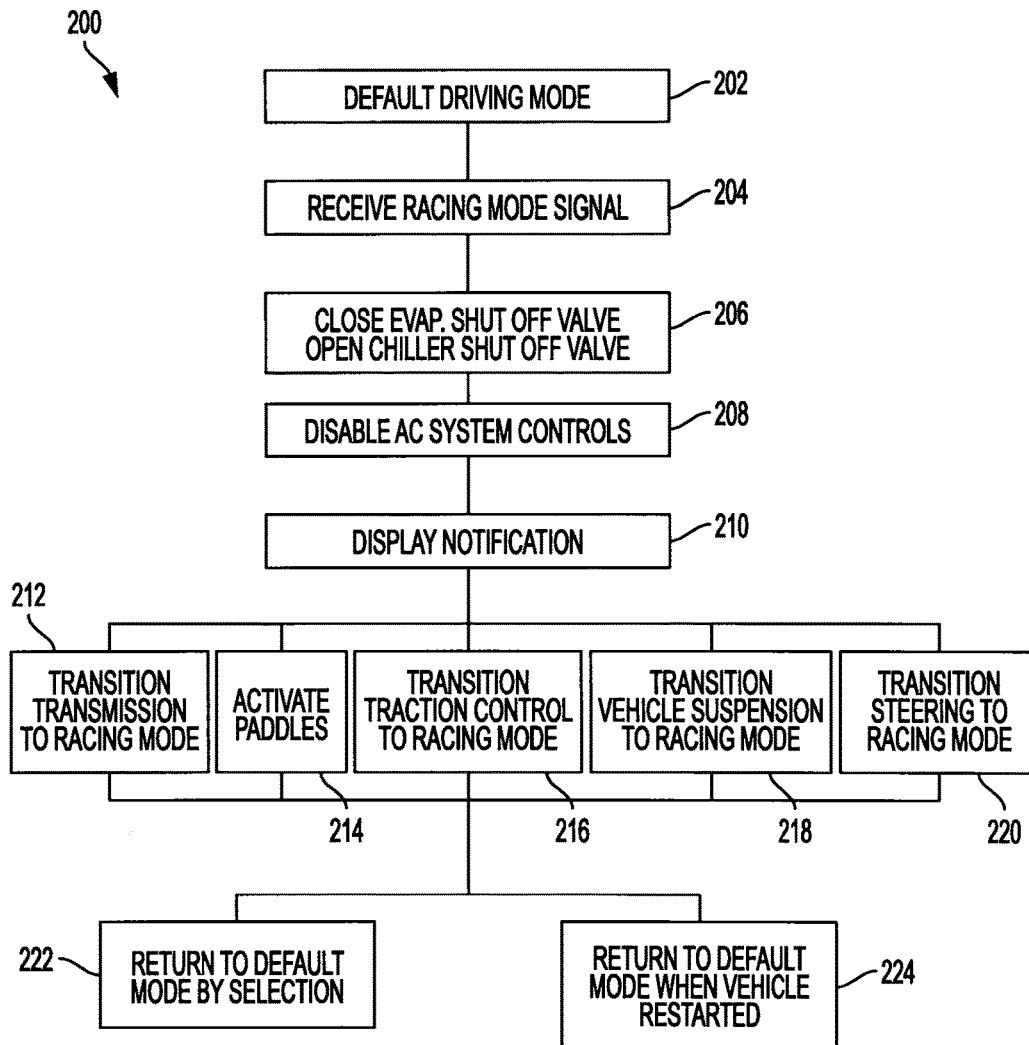 200
DEFAULT DRIVING MODE
202
RECEIVE RACING MODE SIGNAL
204
CLOSE EVAP. SHUT OFF VALVE
OPEN CHILLER SHUT OFF VALVE
206
DISABLE AC SYSTEM CONTROLS
208
DISPLAY NOTIFICATION
210
212
TRANSITION
TRANSMISSION
TO RACING MODE
ACTIVATE
PADDLES
TRANSITION
TRACTION CONTROL
TO RACING MODE
TRANSITION
VEHICLE SUSPENSION
TO RACING MODE
TRANSITION
STEERING TO
RACING MODE
214
216
218
220
222
RETURN TO DEFAULT
MODE BY SELECTION
RETURN TO DEFAULT
MODE WHEN VEHICLE
RESTARTED
224